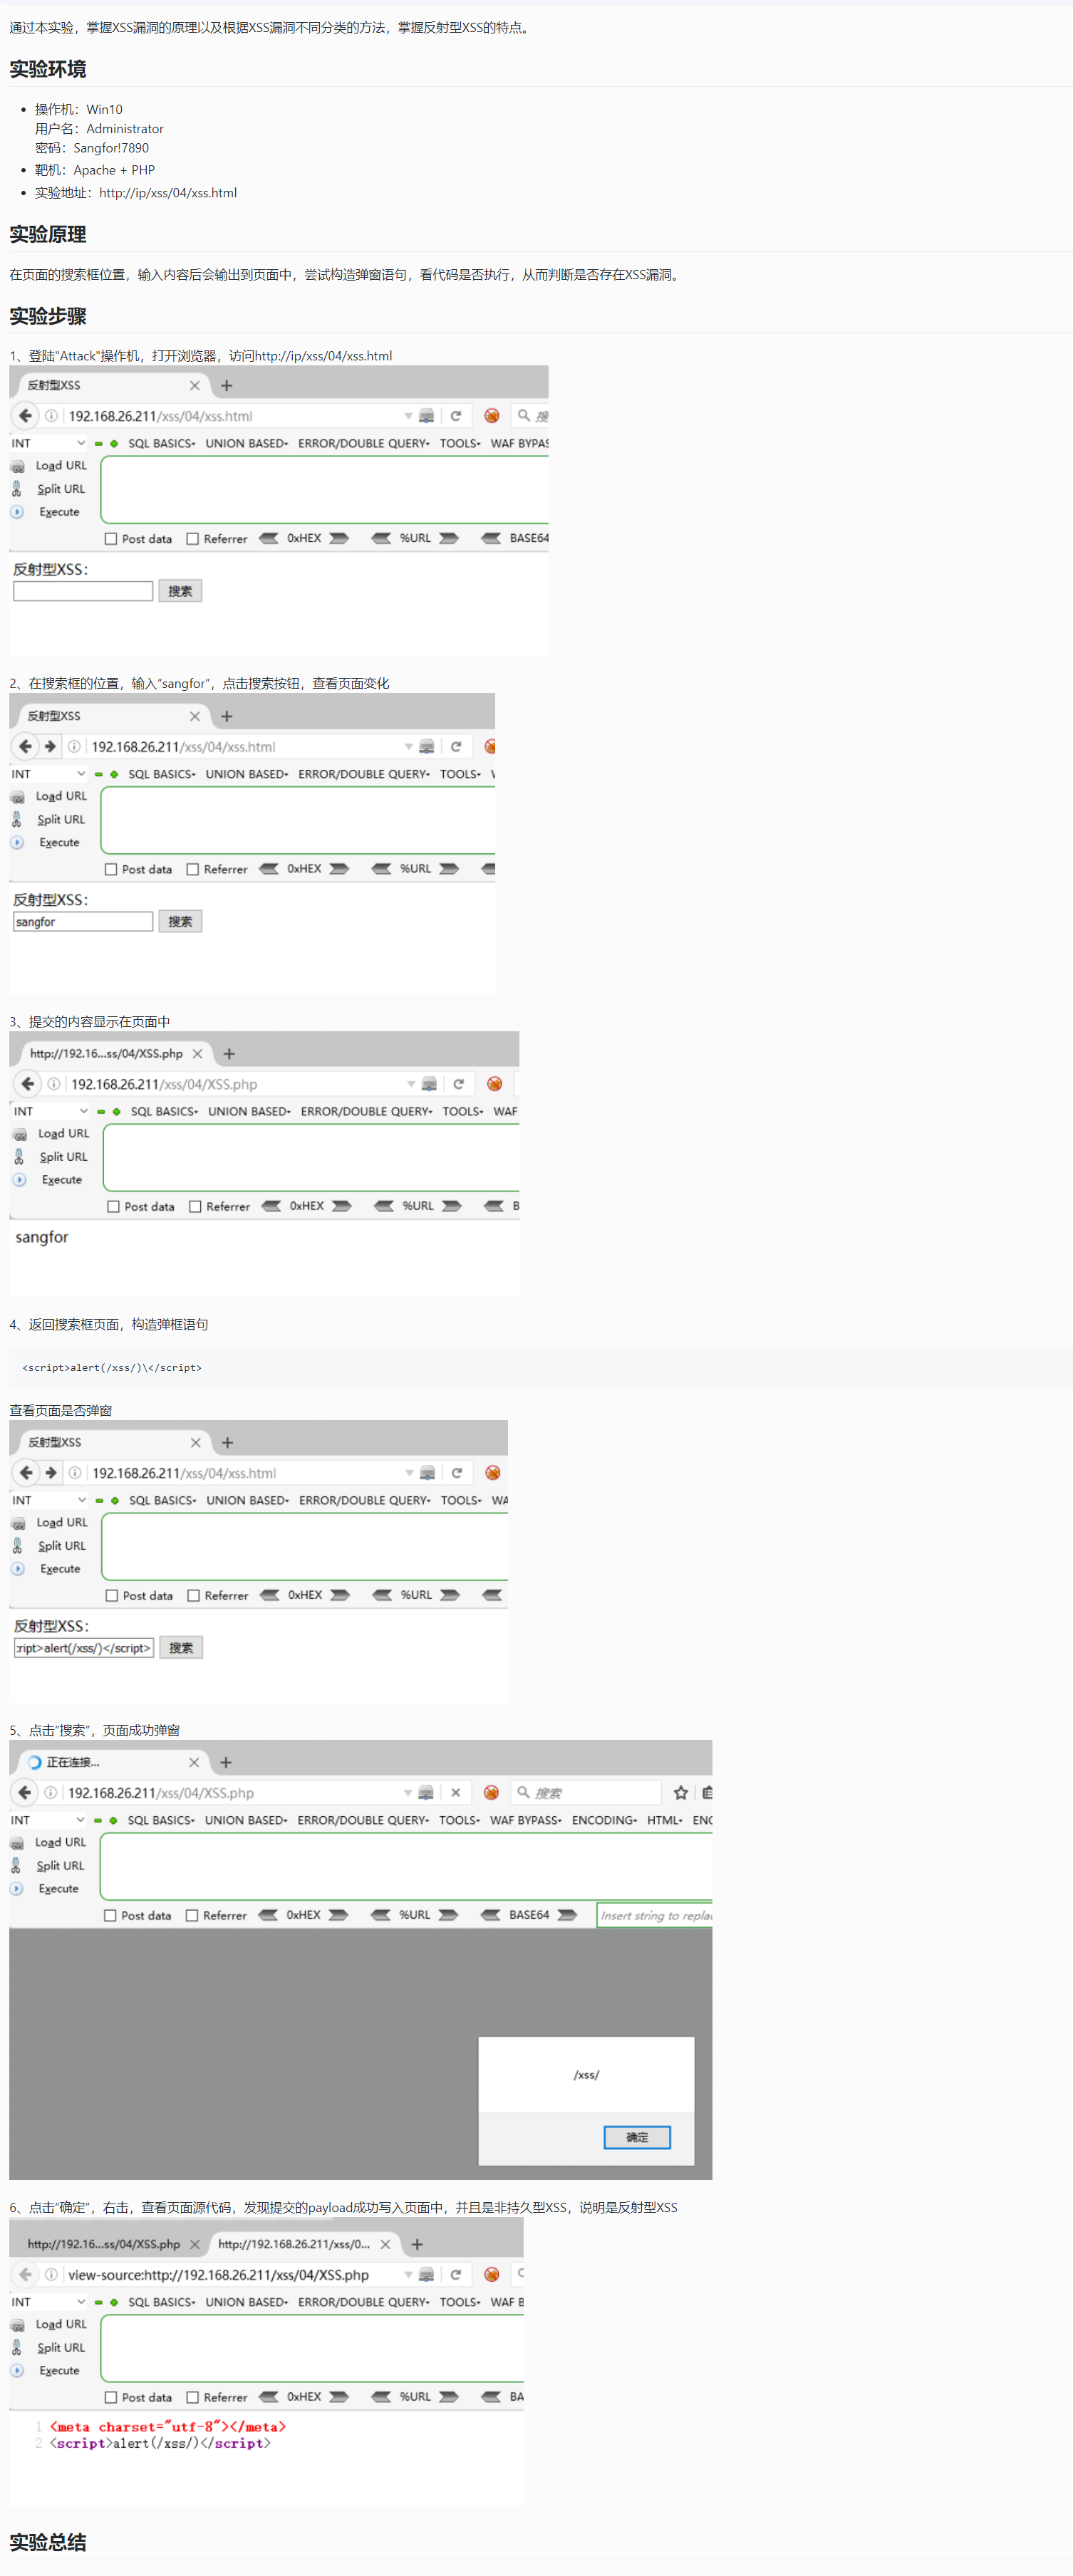 通过本实验，掌握XSS漏洞的原理以及根据XSS漏洞不同分类的方法，掌握反射型XSS的特点。
实验环境
• 操作机：Win10
用户名：Administrator
密码：Sangfor!7890
• 靶机：Apache + PHP
• 实验地址：http://ip/xss/04/xss.html
实验原理
在页面的搜索框位置，输入内容后会输出到页面中，尝试构造弹窗语句，看代码是否执行，从而判断是否存在XSS漏洞。
实验步骤
1、登陆"Attack"操作机，打开浏览器，访问http://ip/xss/04/xss.html
反射型XSS
192.168.26.211/xss/04/xss.html
搜
INT SQL BASICS UNION BASED ERROR/DOUBLE QUERY TOOLS WAF BYPAS
Load URL
Split URL
Execute
Post data Referrer 0xHEX %URL BASE64
反射型XSS：
搜索
2、在搜索框的位置，输入“sangfor”，点击搜索按钮，查看页面变化
反射型XSS
192.168.26.211/xss/04/xss.html
INT SQL BASICS UNION BASED ERROR/DOUBLE QUERY TOOLS
Load URL
Split URL
Execute
Post data Referrer 0xHEX %URL
反射型XSS：
sangfor 搜索
3、提交的内容显示在页面中
http://192.16...ss/04/XSS.php
192.168.26.211/xss/04/XSS.php
INT SQL BASICS UNION BASED ERROR/DOUBLE QUERY TOOLS WAF
Load URL
Split URL
Execute
Post data Referrer 0xHEX %URL B
sangfor
4、返回搜索框页面，构造弹框语句
<script>alert(/xss/)\</script>
查看页面是否弹窗
反射型XSS
192.168.26.211/xss/04/xss.html
INT SQL BASICS UNION BASED ERROR/DOUBLE QUERY TOOLS WA
Load URL
Split URL
Execute
Post data Referrer 0xHEX %URL
反射型XSS：
ript>alert(/xss/)</script> 搜索
5、点击“搜索”，页面成功弹窗
正在连接...
192.168.26.211/xss/04/XSS.php 搜索
INT SQL BASICS UNION BASED ERROR/DOUBLE QUERY TOOLS WAF BYPASS ENCODING HTML ENC
Load URL
Split URL
Execute
Post data Referrer 0xHEX %URL BASE64 Insert string to repla
/xss/
确定
6、点击“确定”，右击，查看页面源代码，发现提交的payload成功写入页面中，并且是非持久型XSS，说明是反射型XSS
http://192.16...ss/04/XSS.php http://192.168.26.211/xss/0...
view-source:http://192.168.26.211/xss/04/XSS.php
INT SQL BASICS UNION BASED ERROR/DOUBLE QUERY TOOLS WAF B
Load URL
Split URL
Execute
Post data Referrer 0xHEX %URL BA
1 <meta charset="utf-8"></meta>
2 <script>alert(/xss/)</script>
实验总结